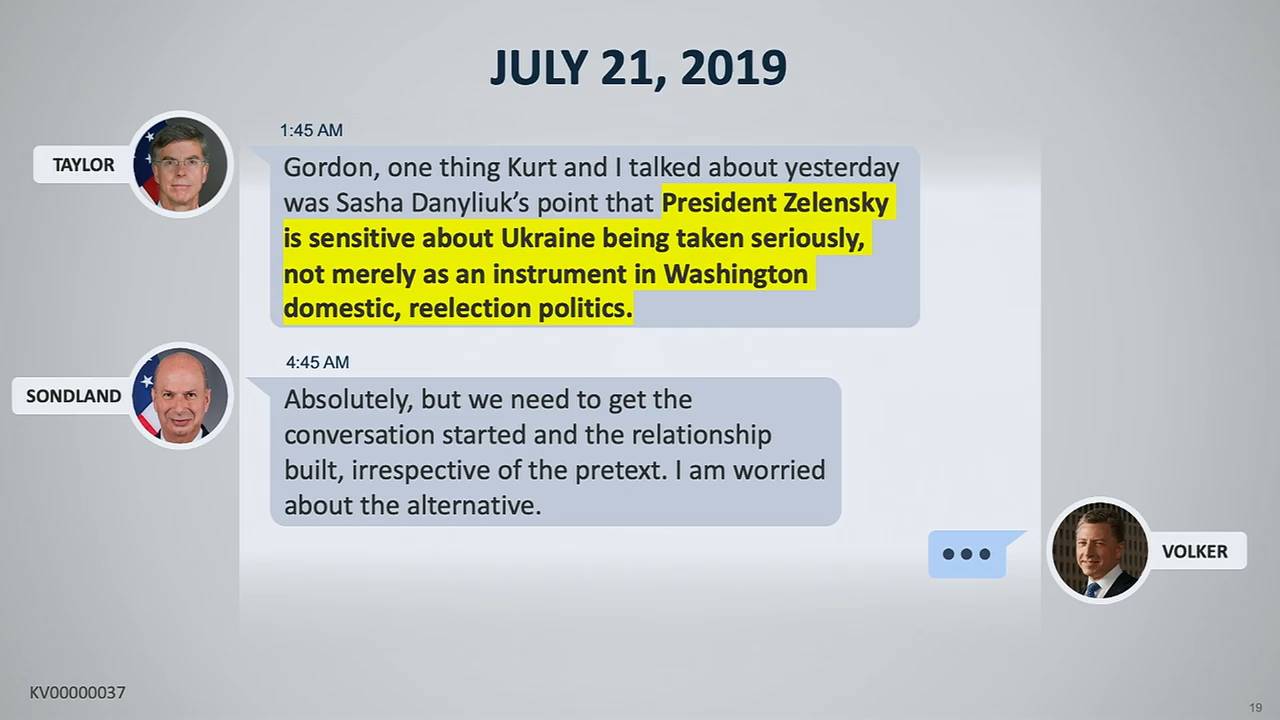 JULY 21, 2019
1:45 AM
TAYLOR
Gordon, one thing Kurt and I talked about yesterday
was Sasha Danyliuk’s point that President Zelensky
is sensitive about Ukraine being taken seriously,
not merely as an instrument in Washington
domestic, reelection politics.
4:45 AM
SONDLAND
Absolutely, but we need to get the
conversation started and the relationship
built, irrespective of the pretext. I am worried
about the alternative.
VOLKER
KV00000037
19